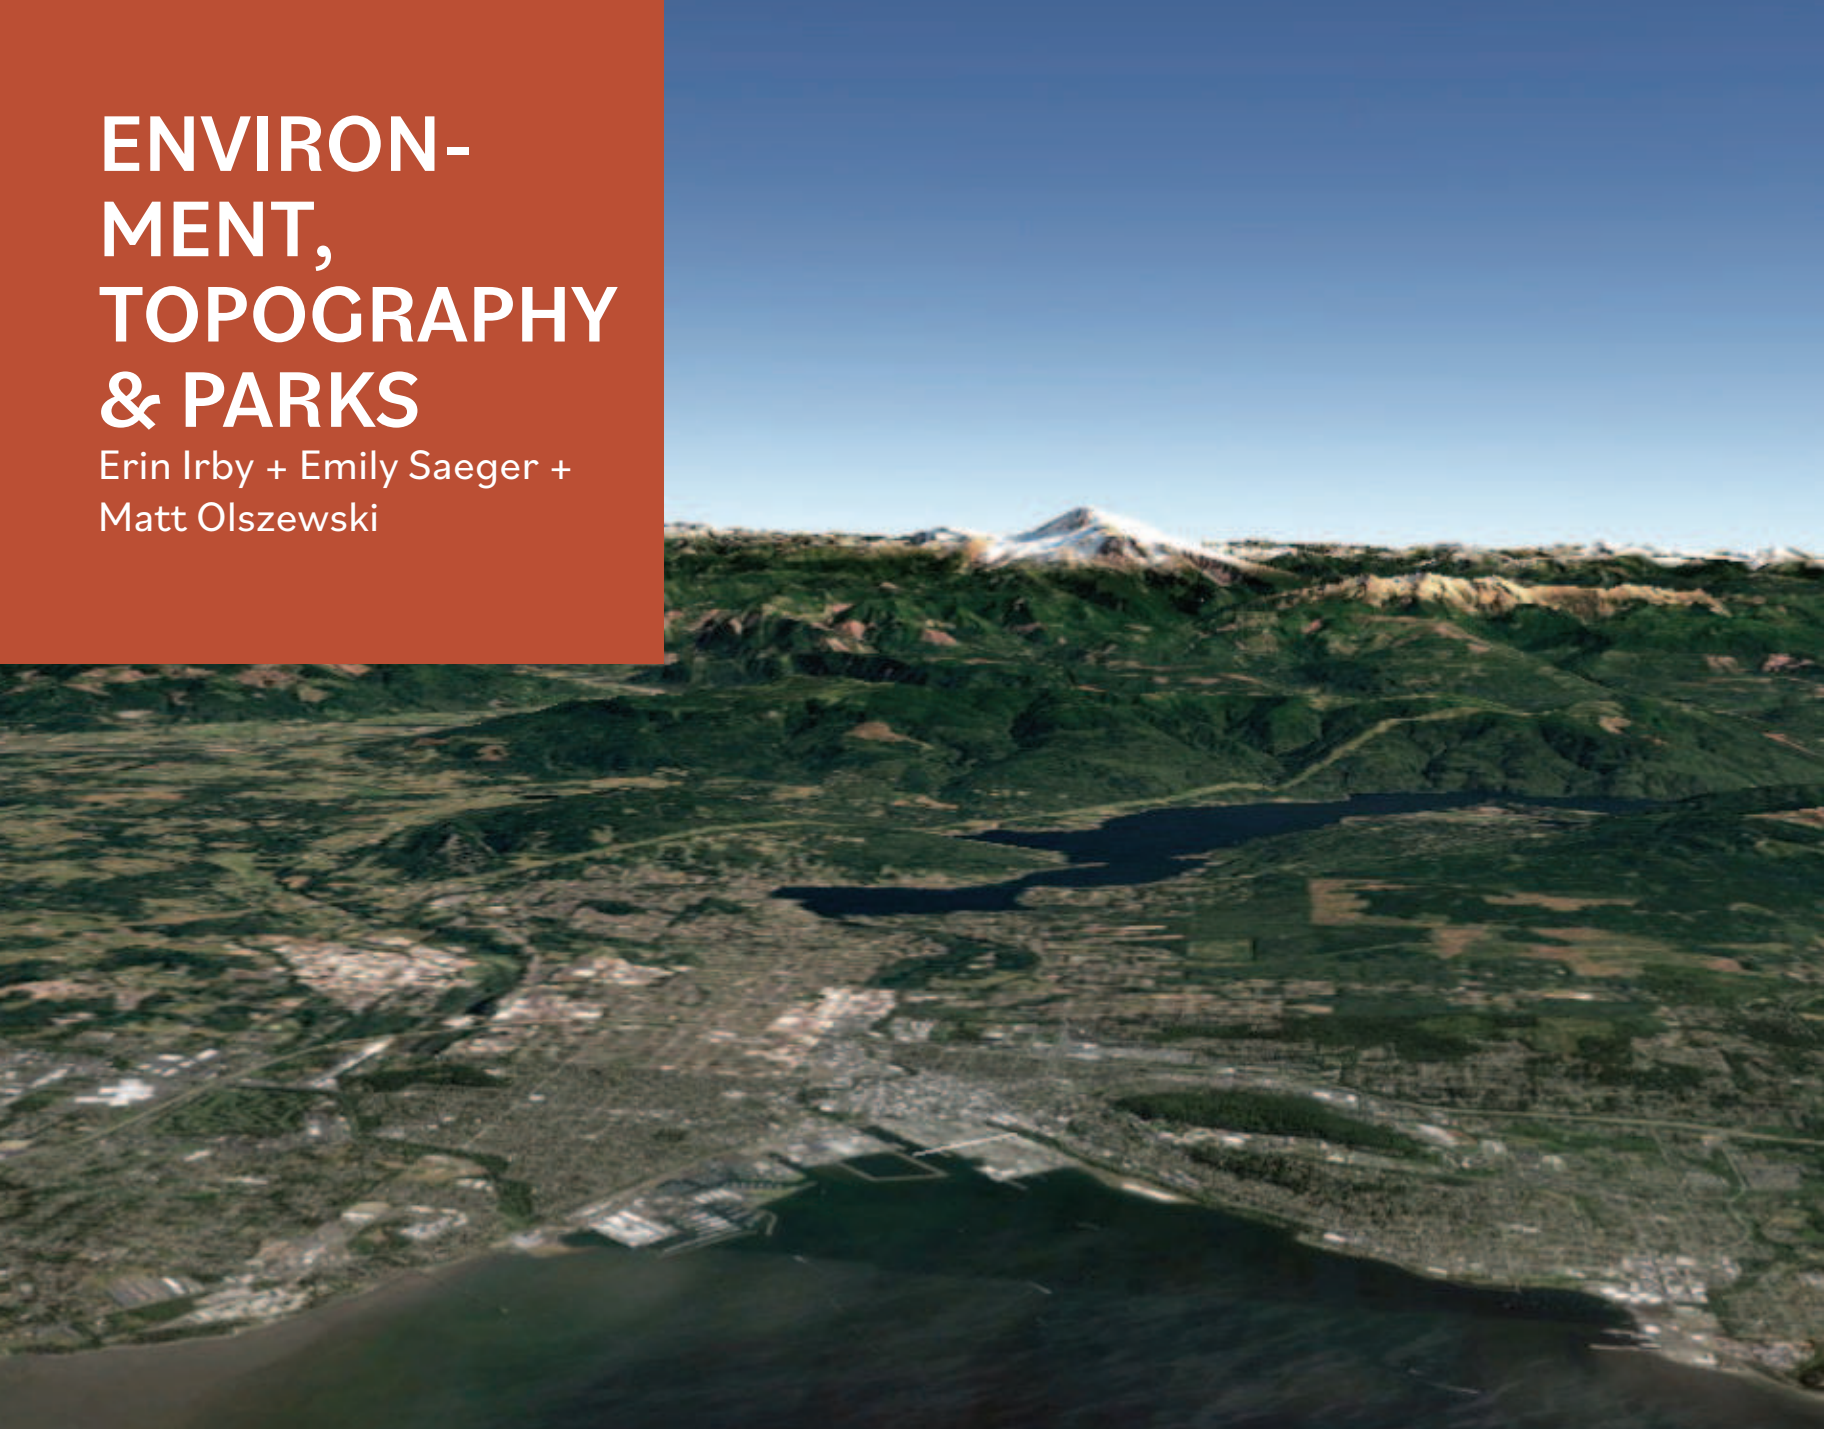 ENVIRON-
MENT,
TOPOGRAPHY
& PARKS
Erin Irby + Emily Saeger +
Matt Olszewski